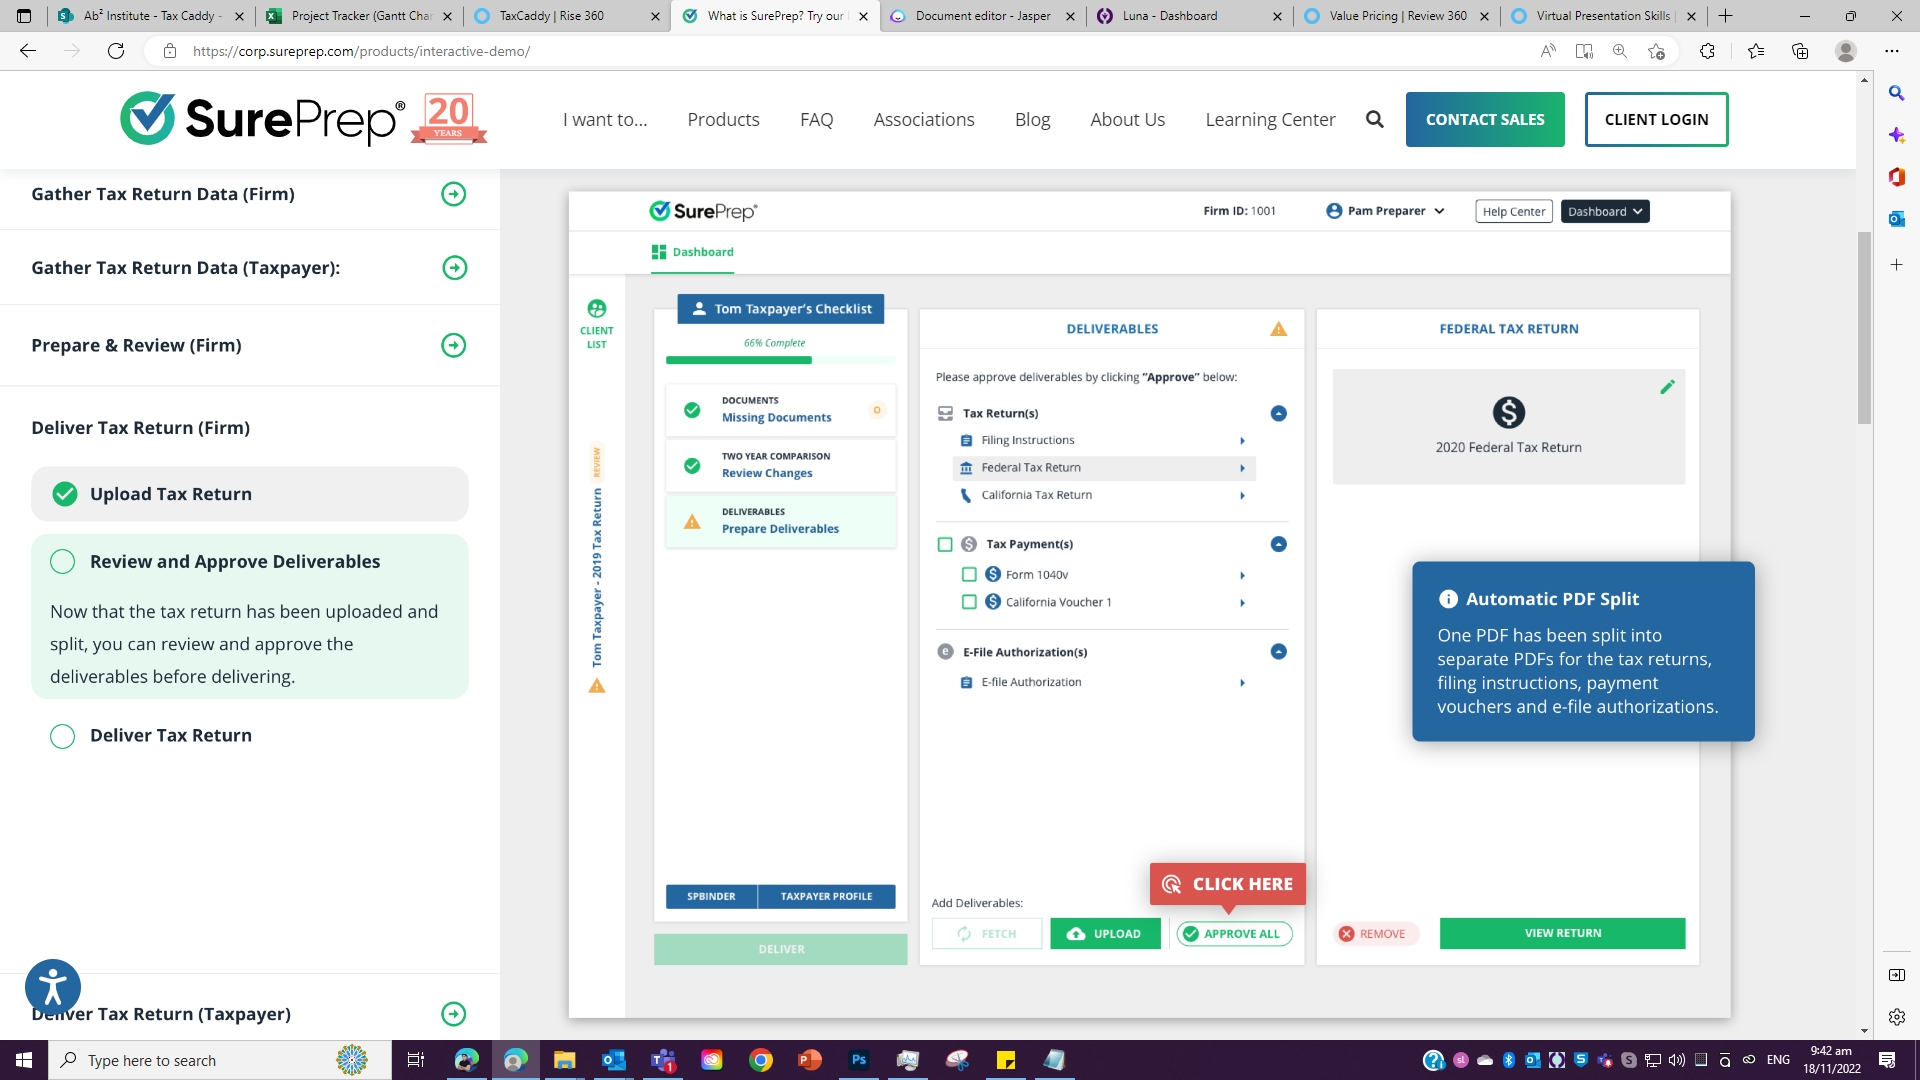 Ab² Institute - Tax Caddy -
Project Tracker (Gantt Char
TaxCaddy | Rise 360
What is SurePrep? Try our
Document editor - Jasper
Luna - Dashboard
Value Pricing | Review 360
Virtual Presentation Skills
https://corp.sureprep.com/products/interactive-demo/
SurePrep®
20
YEARS
I want to...
Products
FAQ
Associations
Blog
About Us
Learning Center
CONTACT SALES
CLIENT LOGIN
Gather Tax Return Data (Firm)
Gather Tax Return Data (Taxpayer):
Prepare & Review (Firm)
Deliver Tax Return (Firm)
Upload Tax Return
Review and Approve Deliverables
Now that the tax return has been uploaded and
split, you can review and approve the
deliverables before delivering.
Deliver Tax Return
Deliver Tax Return (Taxpayer)
SurePrep®
Firm ID: 1001
Pam Preparer
Help Center
Dashboard
Dashboard
CLIENT
LIST
REVIEW
Tom Taxpayer - 2019 Tax Return
Tom Taxpayer's Checklist
66% Complete
DOCUMENTS
Missing Documents
0
TWO YEAR COMPARISON
Review Changes
DELIVERABLES
Prepare Deliverables
SPBINDER
TAXPAYER PROFILE
DELIVER
DELIVERABLES
Please approve deliverables by clicking "Approve" below:
Tax Return(s)
Filing Instructions
Federal Tax Return
California Tax Return
Tax Payment(s)
Form 1040v
California Voucher 1
E-File Authorization(s)
E-file Authorization
CLICK HERE
Add Deliverables:
FETCH
UPLOAD
APPROVE ALL
FEDERAL TAX RETURN
2020 Federal Tax Return
Automatic PDF Split
One PDF has been split into
separate PDFs for the tax returns,
filing instructions, payment
vouchers and e-file authorizations.
REMOVE
VIEW RETURN
Type here to search
ENG
9:42 am
18/11/2022